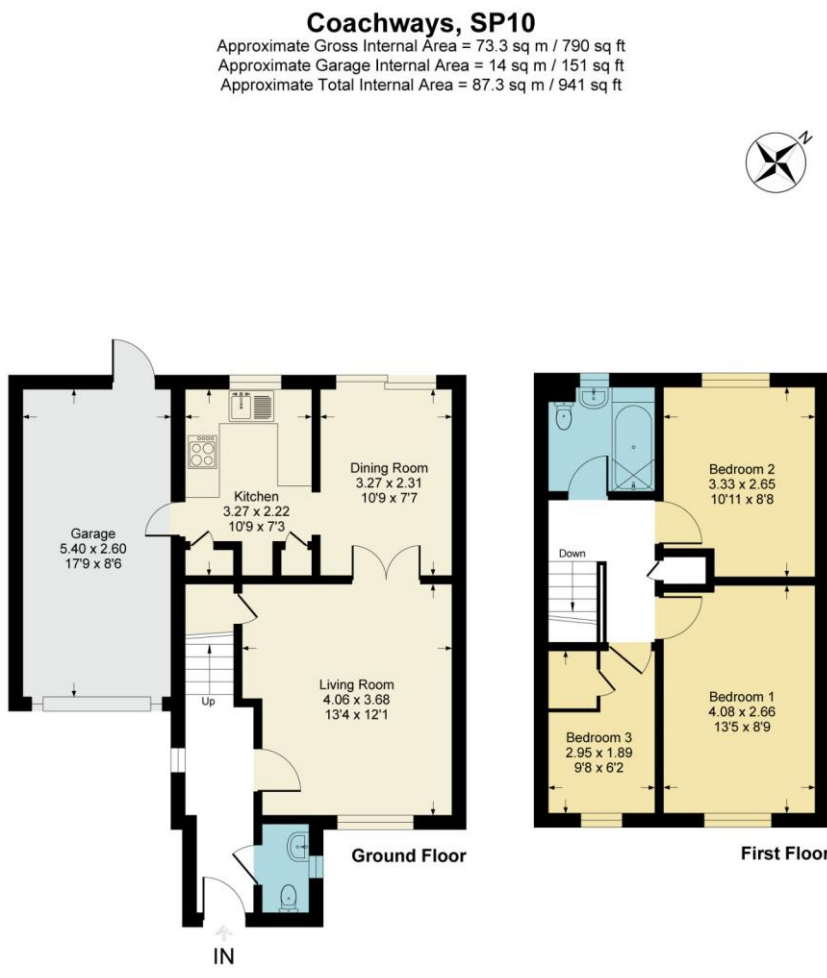 Coachways, SP10
Approximate Gross Internal Area = 73.3 sq m / 790 sq ft
Approximate Garage Internal Area = 14 sq m / 151 sq ft
Approximate Total Internal Area = 87.3 sq m / 941 sq ft
N
Garage
5.40 x 2.60
17'9 x 8'6
Kitchen
3.27 x 2.22
10'9 x 7'3
Dining Room
3.27 x 2.31
10'9 x 7'7
Up
Living Room
4.06 x 3.68
13'4 x 12'1
Ground Floor
IN
Down
Bedroom 2
3.33 x 2.65
10'11 x 8'8
Bedroom 1
4.08 x 2.66
13'5 x 8'9
Bedroom 3
2.95 x 1.89
9'8 x 6'2
First Floor